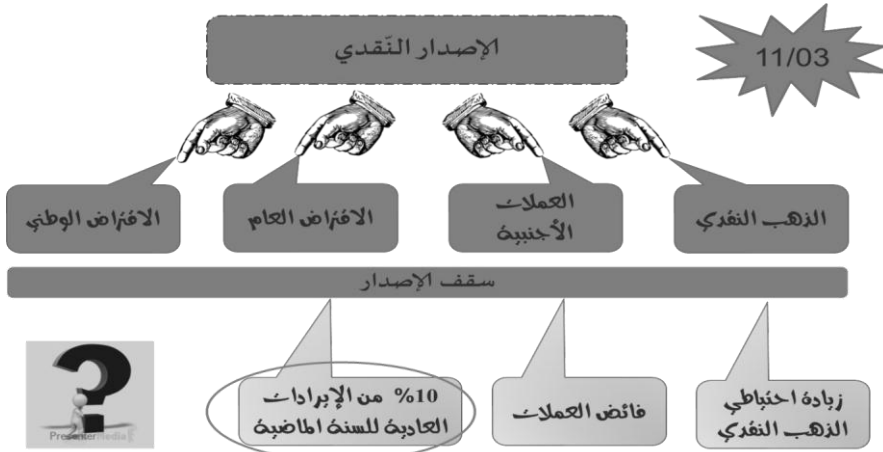 الإصدار النّقدي
11/03
الذهب النقدي
العملات
الأجنبية
الاقتراض العام
الاقتراض الوطني
سقف الإصدار
زيادة احتياطي
الذهب النقدي
فائض العملات
10% من الإيرادات
العادية للسنة الماضية
PresenterMedia